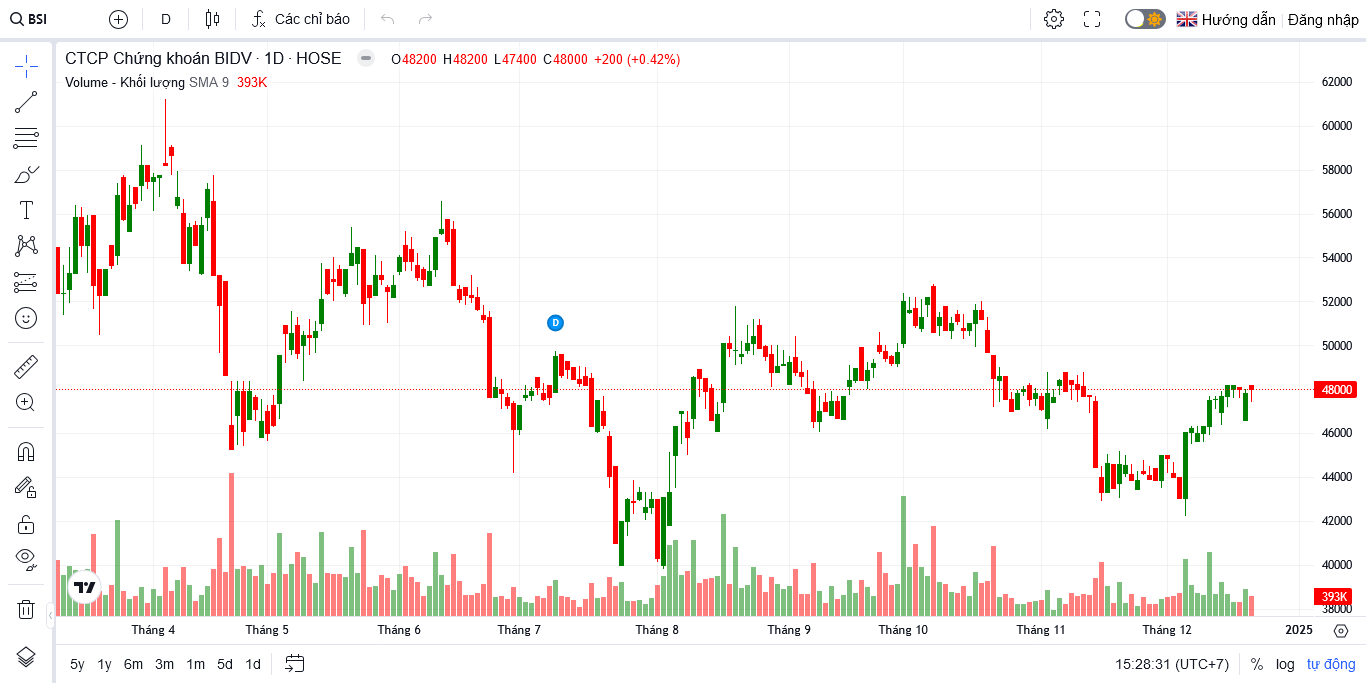 BSI D Các chỉ báo Hướng dẫn Đăng nhập
CTCP Chứng khoán BIDV · 1D · HOSE O48200 H48200 L47400 C48000 +200 (+0.42%)
Volume - Khối lượng SMA 9 393K
62000
60000
58000
56000
54000
52000
D
50000
48000
46000
44000
42000
40000
393K
38000
Tháng 4 Tháng 5 Tháng 6 Tháng 7 Tháng 8 Tháng 9 Tháng 10 Tháng 11 Tháng 12 2025
5y 1y 6m 3m 1m 5d 1d 15:28:31 (UTC+7) % log tự động